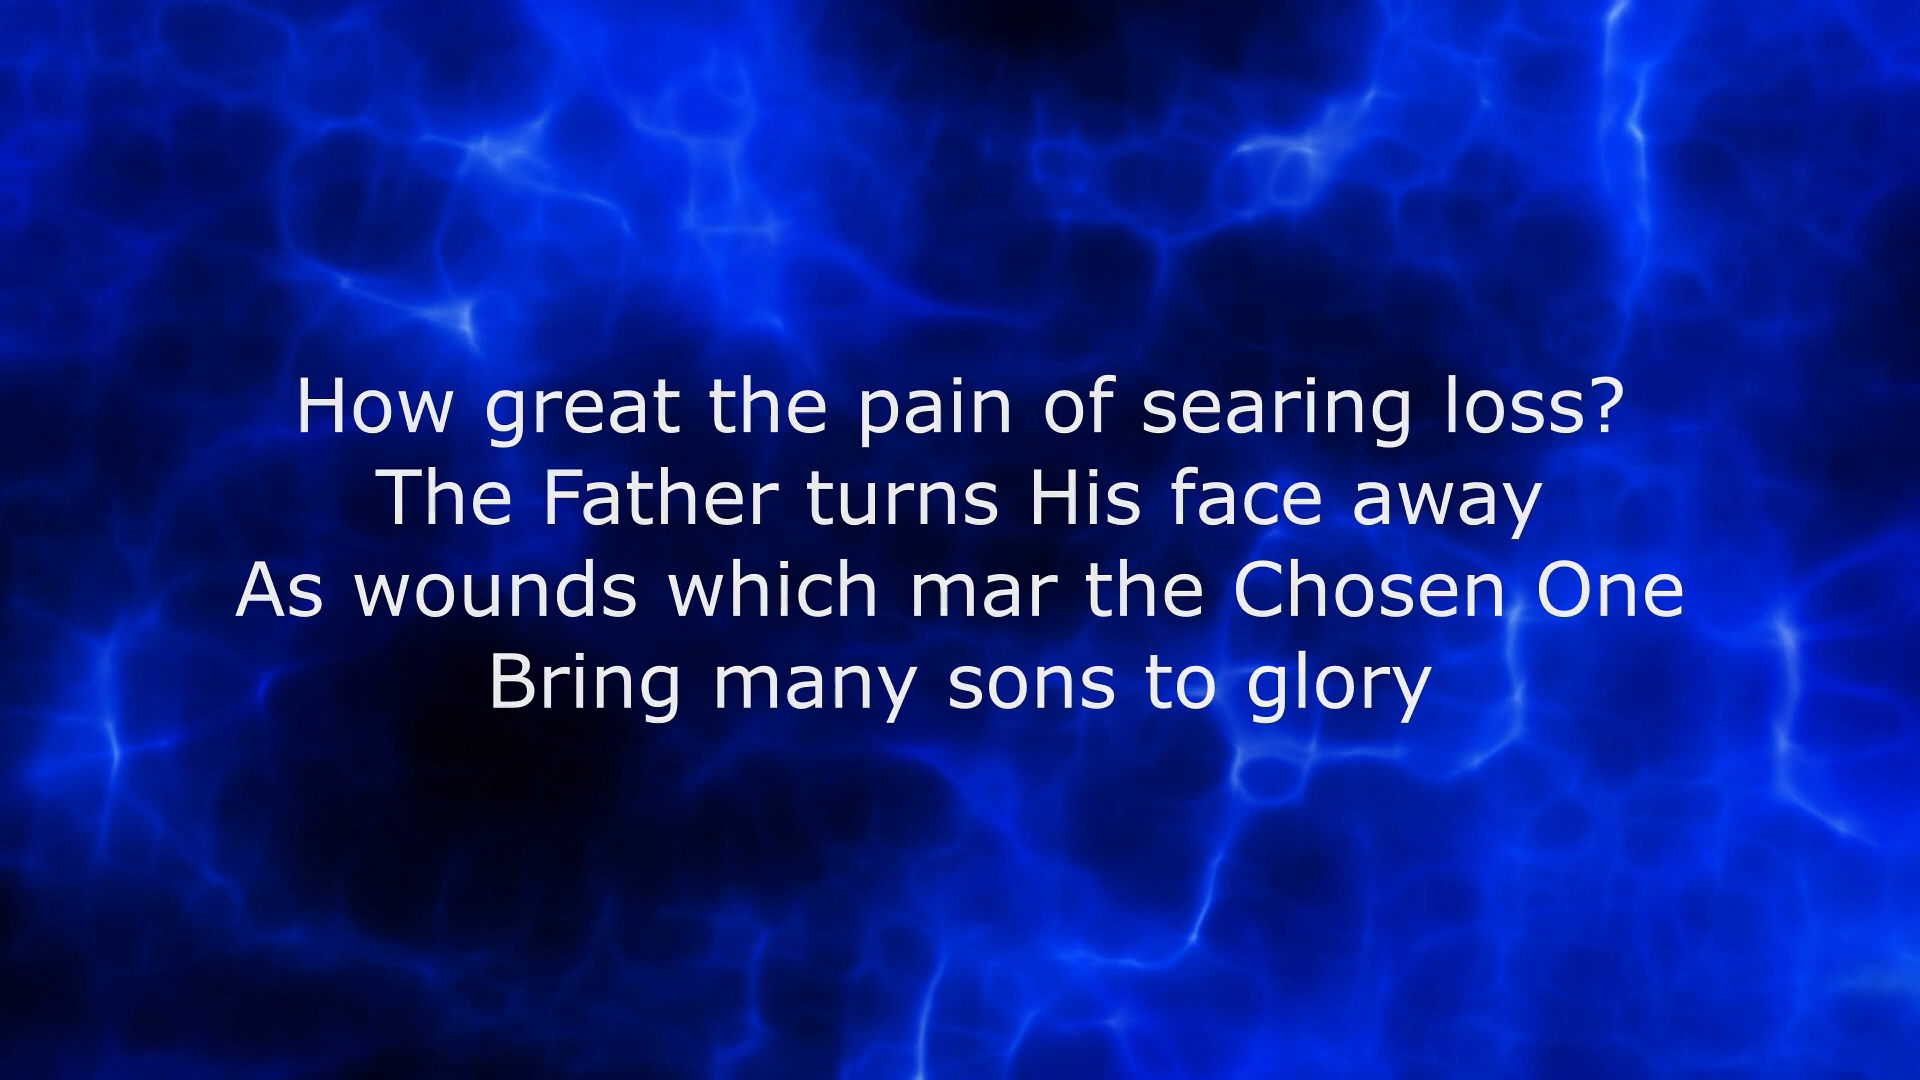 How great the pain of searing loss?
The Father turns His face away
As wounds which mar the Chosen One
Bring many sons to glory